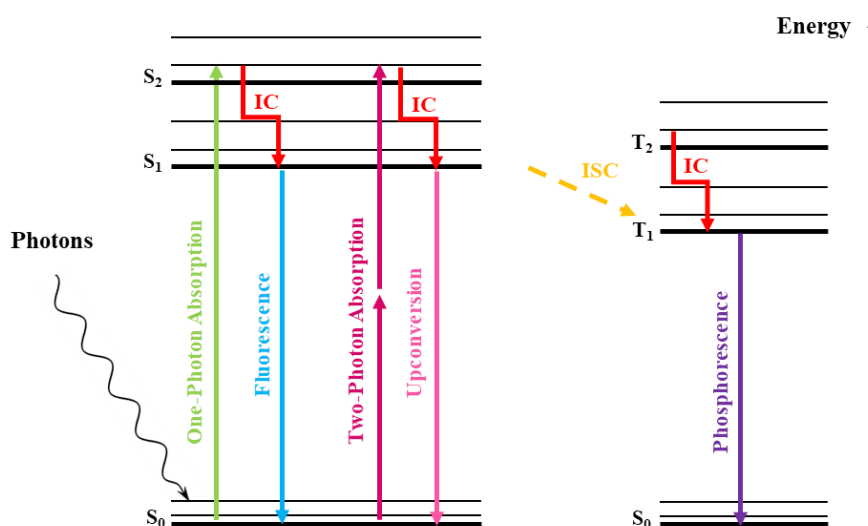 Energy
S₂
IC
IC
S₁
ISC
T₂
IC
T₁
Photons
One-Photon Absorption
Fluorescence
Two-Photon Absorption
Upconversion
Phosphorescence
S₀
S₀